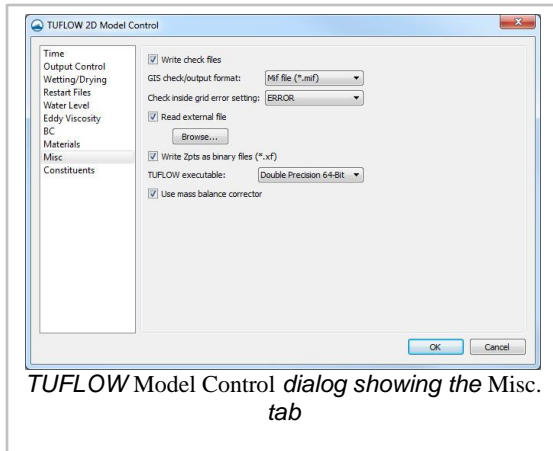 TUFLOW 2D Model Control
Time
Output Control
Wetting/Drying
Restart Files
Water Level
Eddy Viscosity
BC
Materials
Misc
Constituents
Write check files
GIS check/output format: Mif file (*.mif)
Check inside grid error setting: ERROR
Read external file
Browse...
Write Zpts as binary files (*.xf)
TUFLOW executable: Double Precision 64-Bit
Use mass balance corrector
OK Cancel
TUFLOW Model Control dialog showing the Misc.
tab